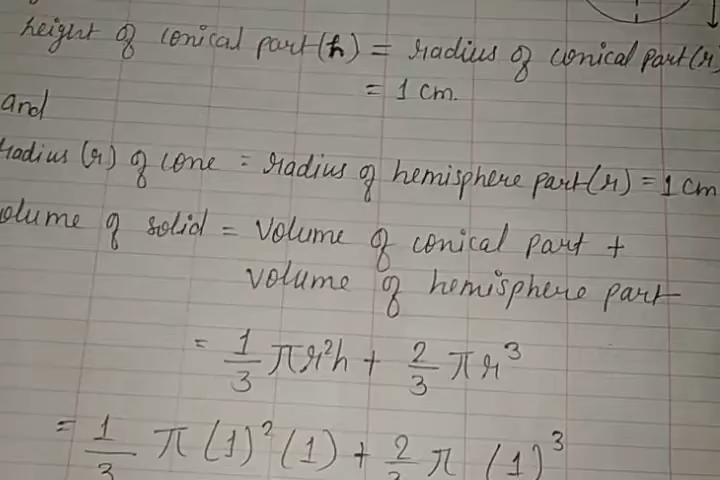 height of conical part(h) = radius of conical part(r)
= 1 cm.
and
radius (r) of cone = radius of hemisphere part(r) = 1 cm
volume of solid = volume of conical part +
volume of hemisphere part
= 1/3 πr²h + 2/3 πr³
= 1/3 π (1)² (1) + 2/3 π (1)³